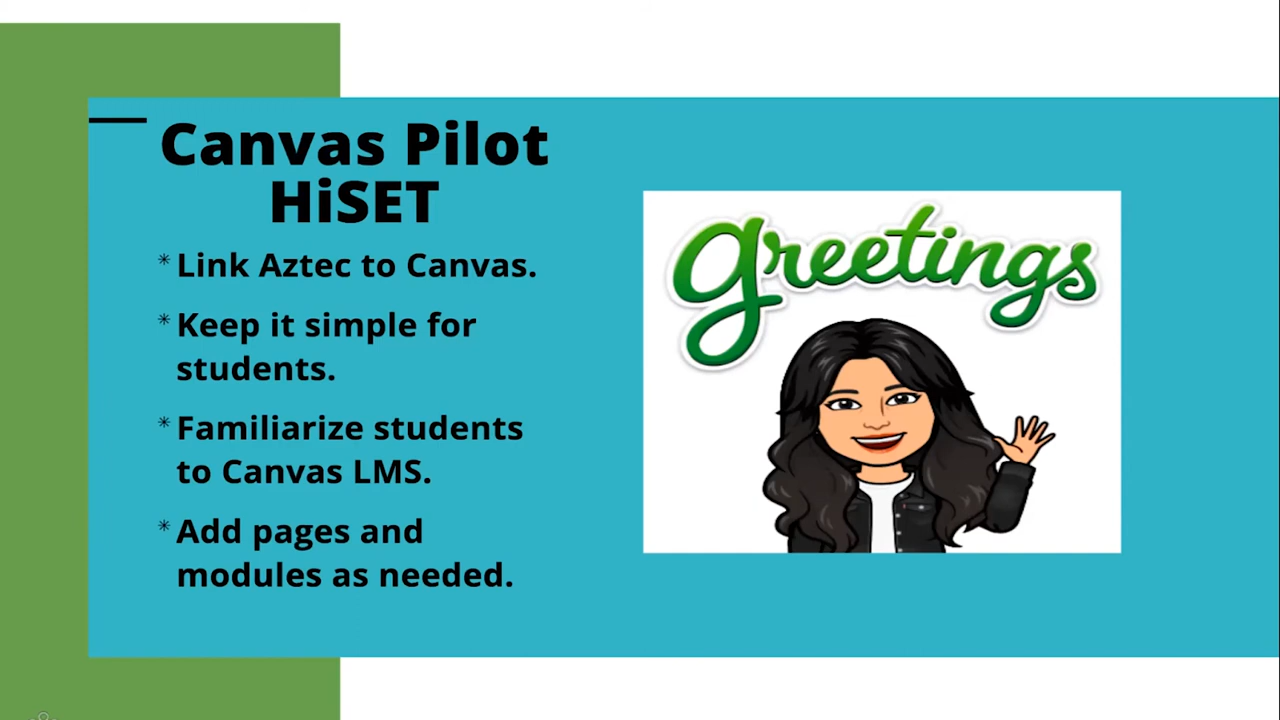 Canvas Pilot
HiSET
* Link Aztec to Canvas.
* Keep it simple for
students.
* Familiarize students
to Canvas LMS.
* Add pages and
modules as needed.
greetings